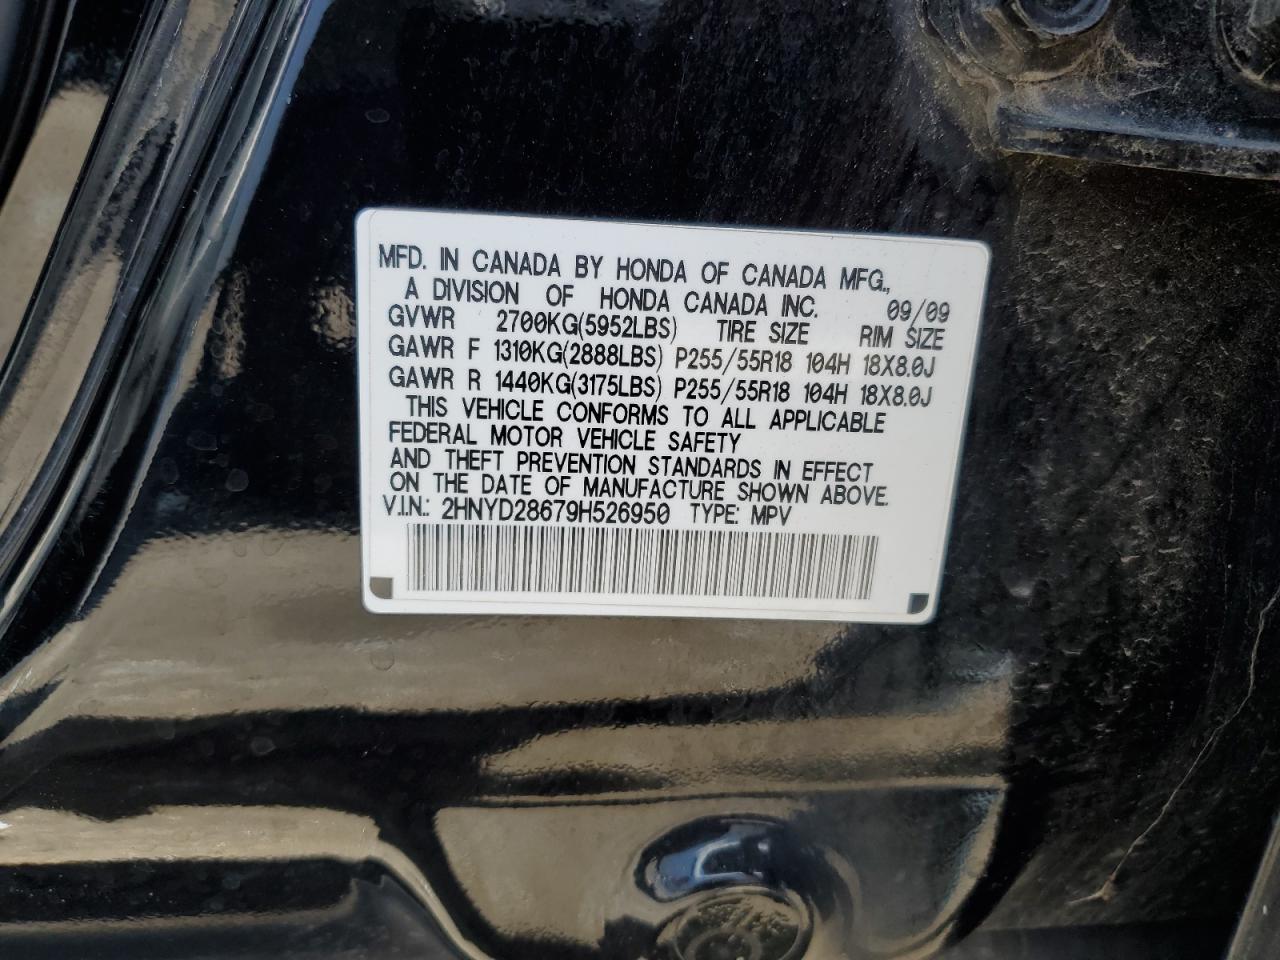 MFD. IN CANADA BY HONDA OF CANADA MFG.,
A DIVISION OF HONDA CANADA INC. 09/09
GVWR 2700KG(5952LBS) TIRE SIZE RIM SIZE
GAWR F 1310KG(2888LBS) P255/55R18 104H 18X8.0J
GAWR R 1440KG(3175LBS) P255/55R18 104H 18X8.0J
THIS VEHICLE CONFORMS TO ALL APPLICABLE
FEDERAL MOTOR VEHICLE SAFETY
AND THEFT PREVENTION STANDARDS IN EFFECT
ON THE DATE OF MANUFACTURE SHOWN ABOVE.
V.I.N.: 2HNYD28679H526950 TYPE: MPV